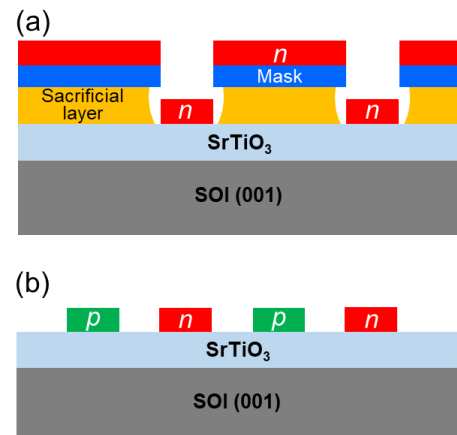 (a)
n
Mask
Sacrificial
layer
n
n
SrTiO₃
SOI (001)
(b)
p
n
p
n
SrTiO₃
SOI (001)